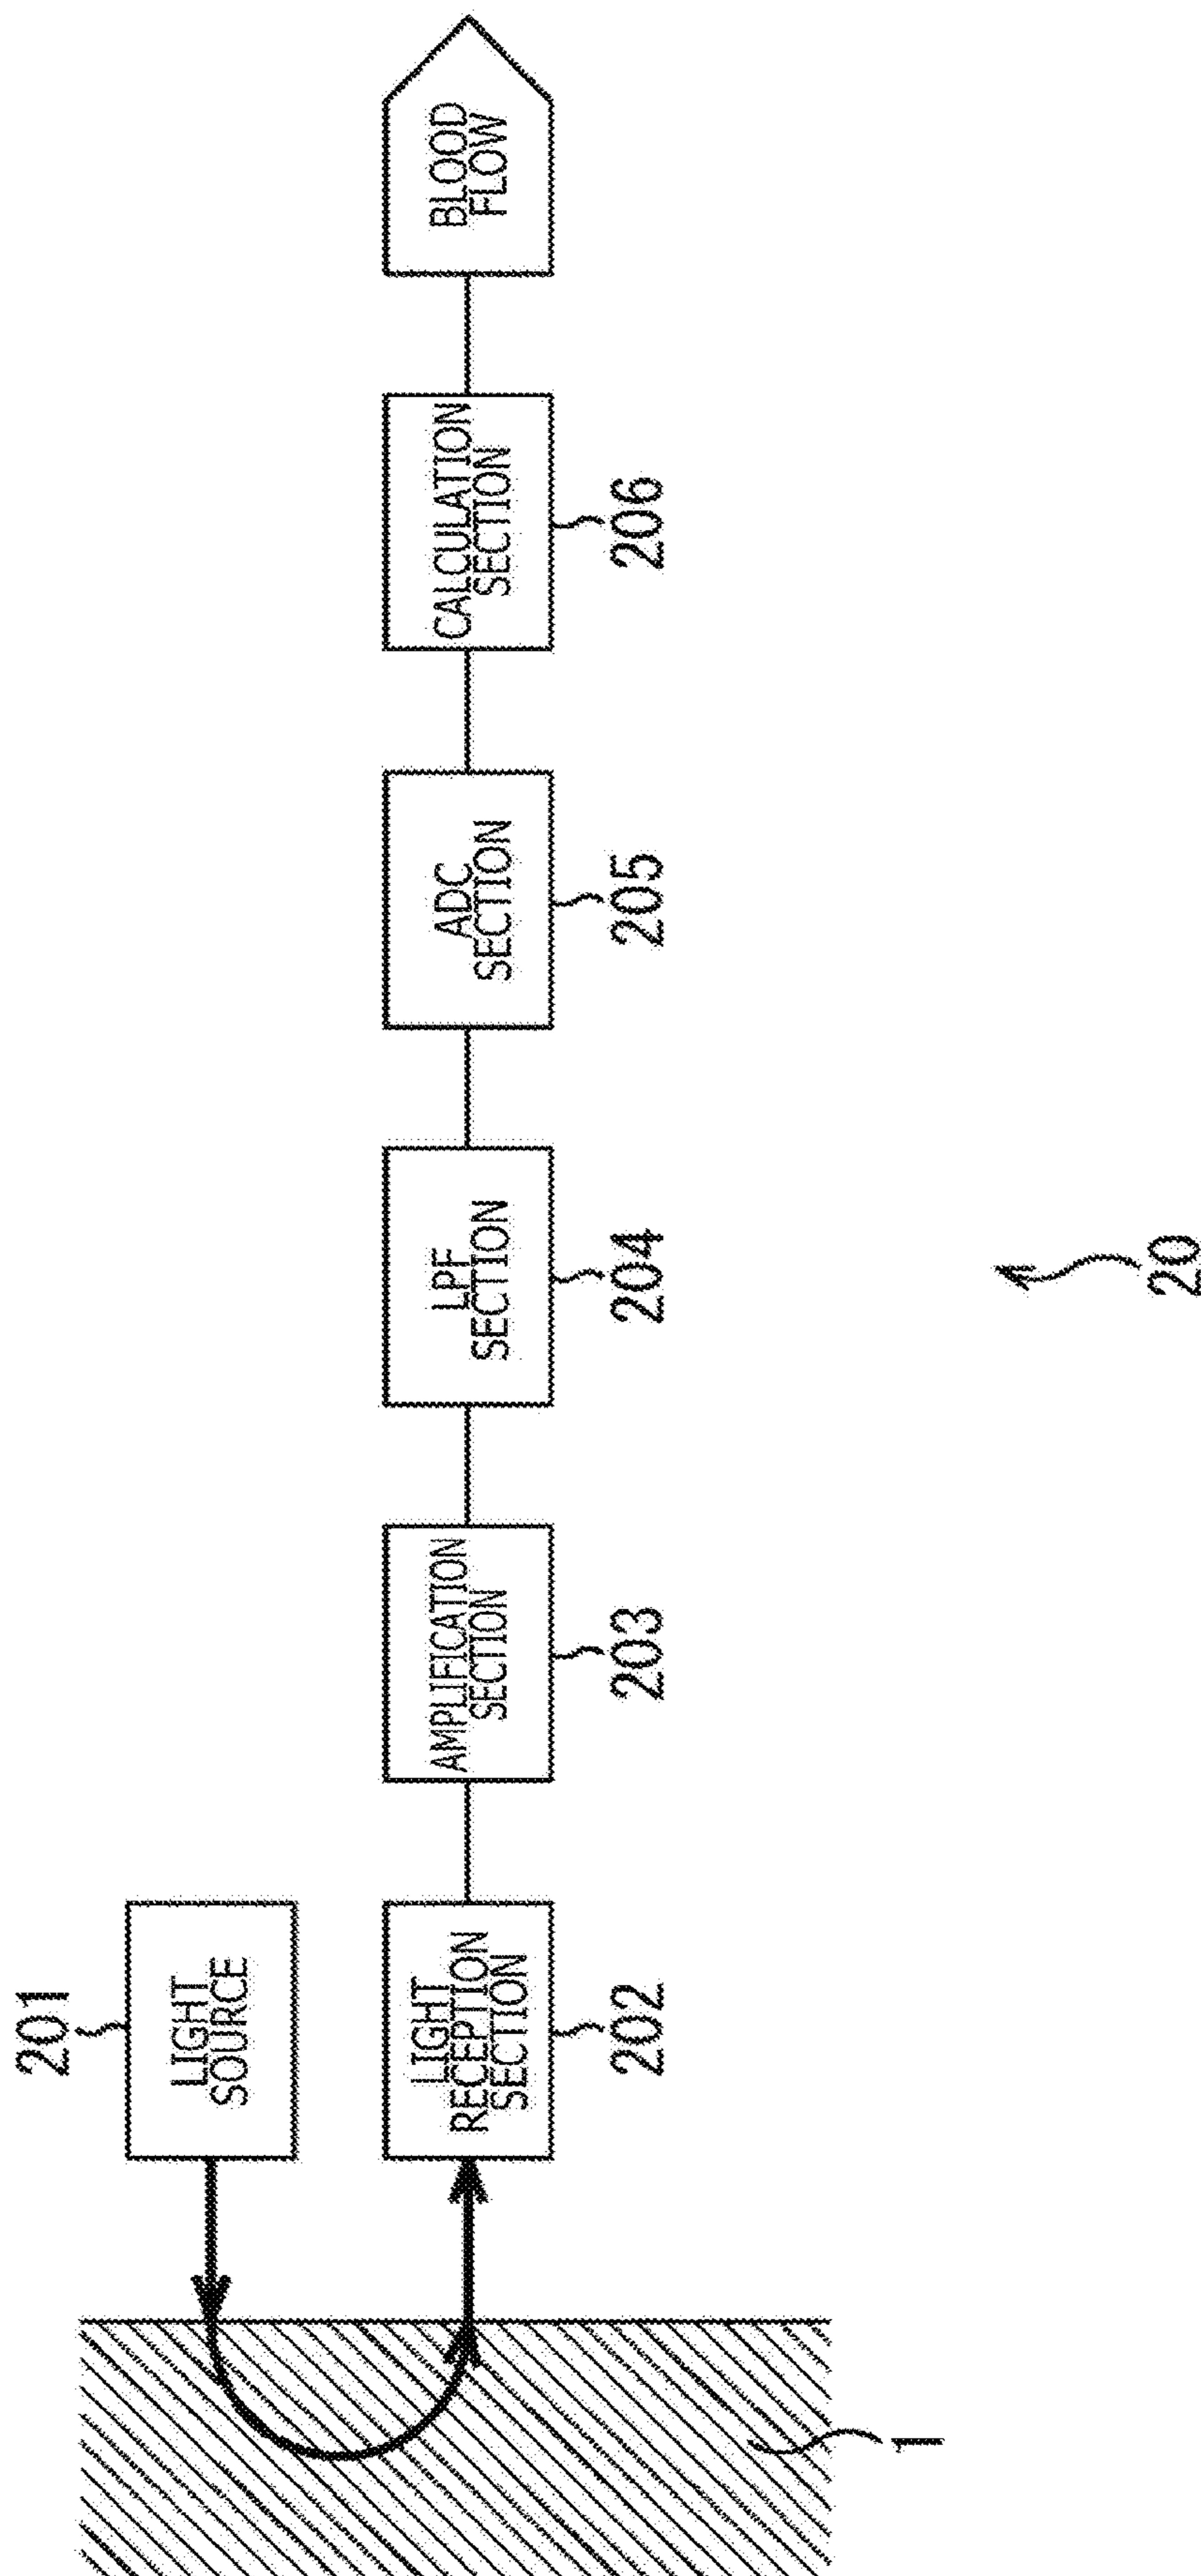 201
LIGHT
SOURCE
LIGHT
RECEPTION
SECTION
202
AMPLIFICATION
SECTION
203
LPF
SECTION
204
ADC
SECTION
205
CALCULATION
SECTION
206
BLOOD
FLOW
1
20